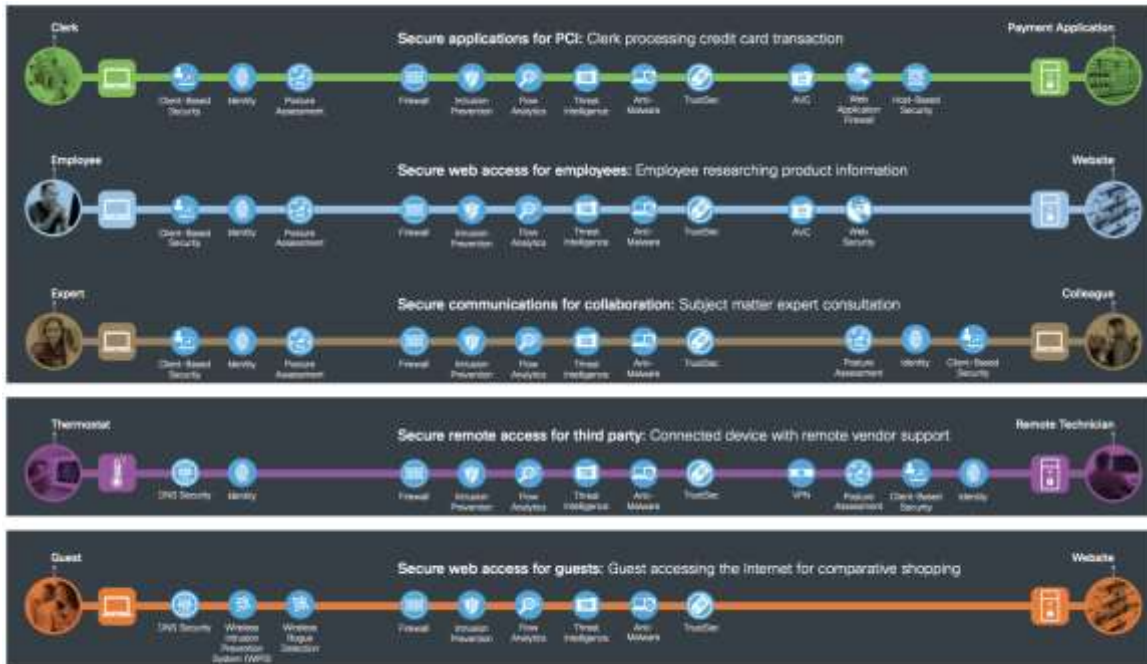 Clerk
Payment Application
Secure applications for PCI: Clerk processing credit card transaction
Client-Based Security
Identity
Posture Assessment
Firewall
Intrusion Prevention
Flow Analytics
Threat Intelligence
Anti-Malware
TrustSec
AVC
Web Application Firewall
Host-Based Security
Employee
Website
Secure web access for employees: Employee researching product information
Client-Based Security
Identity
Posture Assessment
Firewall
Intrusion Prevention
Flow Analytics
Threat Intelligence
Anti-Malware
TrustSec
AVC
Web Security
Expert
Colleague
Secure communications for collaboration: Subject matter expert consultation
Client-Based Security
Identity
Posture Assessment
Firewall
Intrusion Prevention
Flow Analytics
Threat Intelligence
Anti-Malware
TrustSec
Posture Assessment
Identity
Client-Based Security
Thermostat
Remote Technician
Secure remote access for third party: Connected device with remote vendor support
DNS Security
Identity
Firewall
Intrusion Prevention
Flow Analytics
Threat Intelligence
Anti-Malware
TrustSec
VPN
Posture Assessment
Client-Based Security
Identity
Guest
Website
Secure web access for guests: Guest accessing the Internet for comparative shopping
DNS Security
Wireless Intrusion Prevention System (WIPS)
Wireless Rogue Detection
Firewall
Intrusion Prevention
Flow Analytics
Threat Intelligence
Anti-Malware
TrustSec